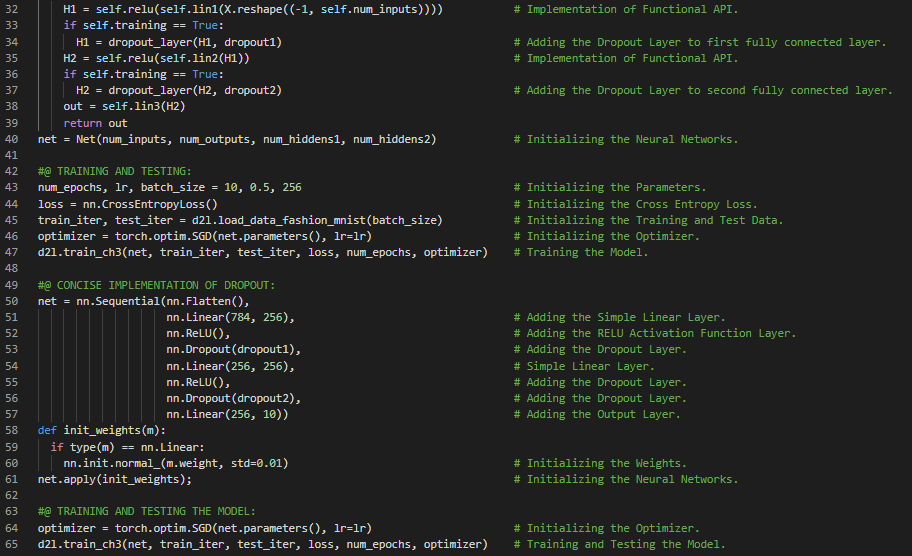 32 H1 = self.relu(self.lin1(X.reshape((-1, self.num_inputs)))) # Implementation of Functional API.
33 if self.training == True:
34 H1 = dropout_layer(H1, dropout1) # Adding the Dropout Layer to first fully connected layer.
35 H2 = self.relu(self.lin2(H1)) # Implementation of Functional API.
36 if self.training == True:
37 H2 = dropout_layer(H2, dropout2) # Adding the Dropout Layer to second fully connected layer.
38 out = self.lin3(H2)
39 return out
40 net = Net(num_inputs, num_outputs, num_hiddens1, num_hiddens2) # Initializing the Neural Networks.
41
42 #@ TRAINING AND TESTING:
43 num_epochs, lr, batch_size = 10, 0.5, 256 # Initializing the Parameters.
44 loss = nn.CrossEntropyLoss() # Initializing the Cross Entropy Loss.
45 train_iter, test_iter = d2l.load_data_fashion_mnist(batch_size) # Initializing the Training and Test Data.
46 optimizer = torch.optim.SGD(net.parameters(), lr=lr) # Initializing the Optimizer.
47 d2l.train_ch3(net, train_iter, test_iter, loss, num_epochs, optimizer) # Training the Model.
48
49 #@ CONCISE IMPLEMENTATION OF DROPOUT:
50 net = nn.Sequential(nn.Flatten(),
51 nn.Linear(784, 256), # Adding the Simple Linear Layer.
52 nn.ReLU(), # Adding the RELU Activation Function Layer.
53 nn.Dropout(dropout1), # Adding the Dropout Layer.
54 nn.Linear(256, 256), # Simple Linear Layer.
55 nn.ReLU(), # Adding the Dropout Layer.
56 nn.Dropout(dropout2), # Adding the Dropout Layer.
57 nn.Linear(256, 10)) # Adding the Output Layer.
58 def init_weights(m):
59 if type(m) == nn.Linear:
60 nn.init.normal_(m.weight, std=0.01) # Initializing the Weights.
61 net.apply(init_weights); # Initializing the Neural Networks.
62
63 #@ TRAINING AND TESTING THE MODEL:
64 optimizer = torch.optim.SGD(net.parameters(), lr=lr) # Initializing the Optimizer.
65 d2l.train_ch3(net, train_iter, test_iter, loss, num_epochs, optimizer) # Training and Testing the Model.